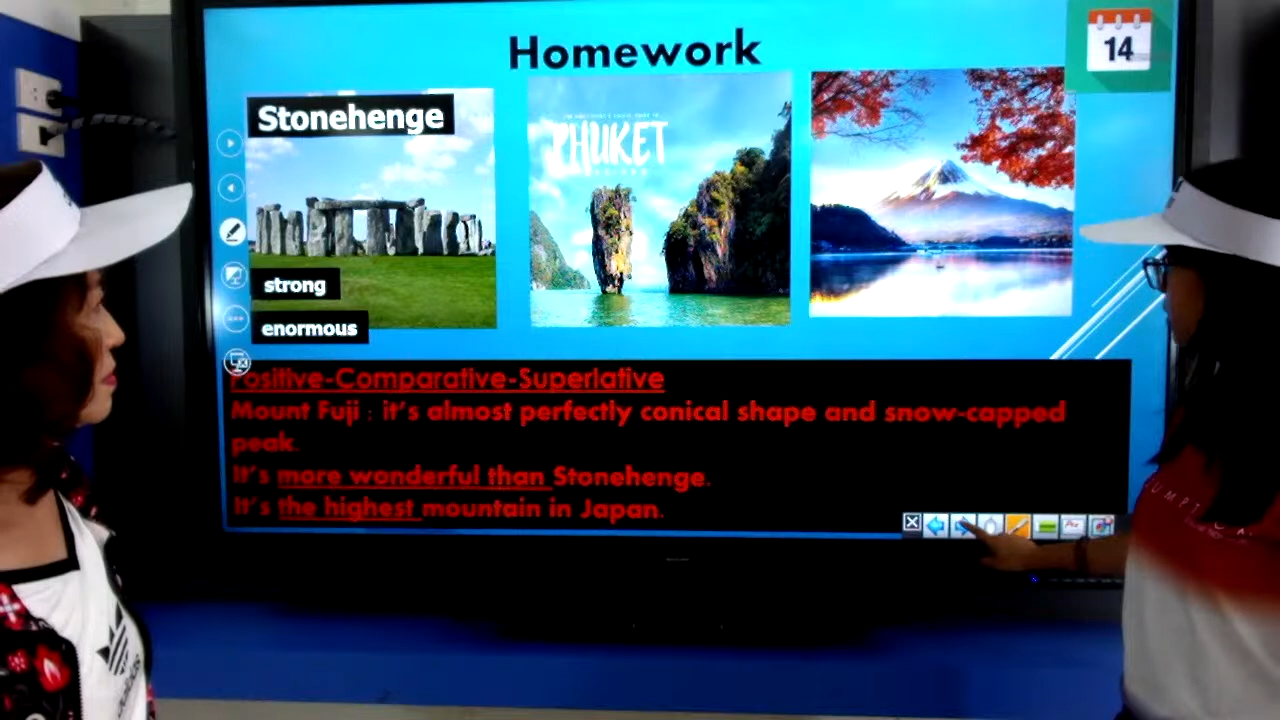 Homework
14
Stonehenge
PHUKET
strong
enormous
Positive-Comparative-Superlative
Mount Fuji : it's almost perfectly conical shape and snow-capped
peak.
It's more wonderful than Stonehenge.
It's the highest mountain in Japan.